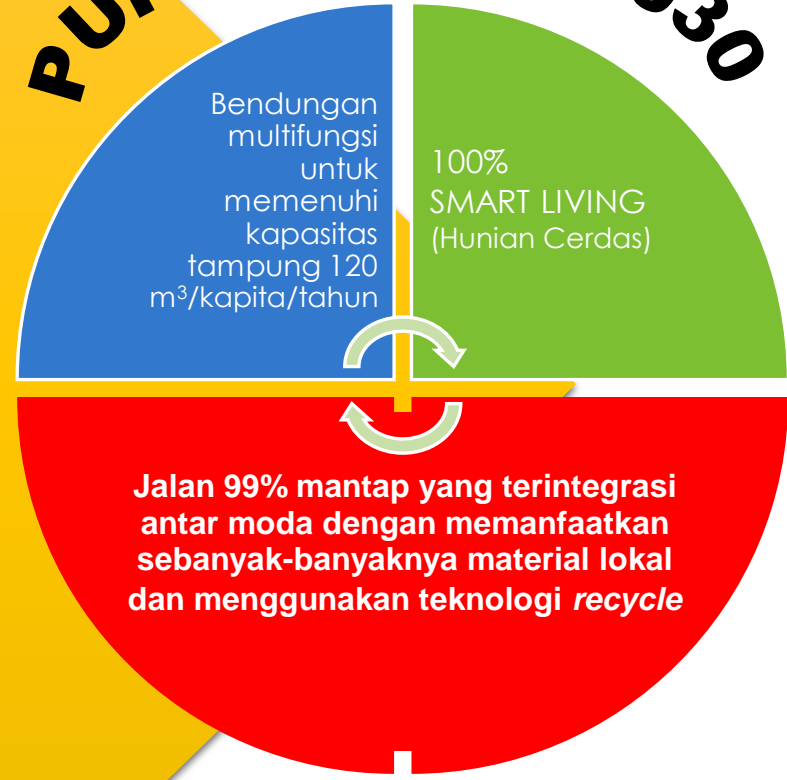 Bendungan
multifungsi
untuk
memenuhi
kapasitas
tampung 120
m³/kapita/tahun
100%
SMART LIVING
(Hunian Cerdas)
Jalan 99% mantap yang terintegrasi
antar moda dengan memanfaatkan
sebanyak-banyaknya material lokal
dan menggunakan teknologi recycle